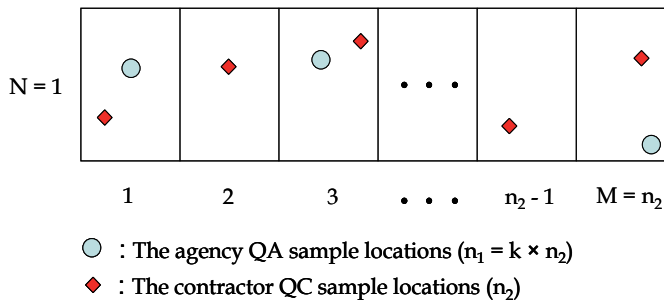 N = 1
. . .
1 2 3 . . . n₂ - 1 M = n₂
: The agency QA sample locations (n₁ = k × n₂)
: The contractor QC sample locations (n₂)